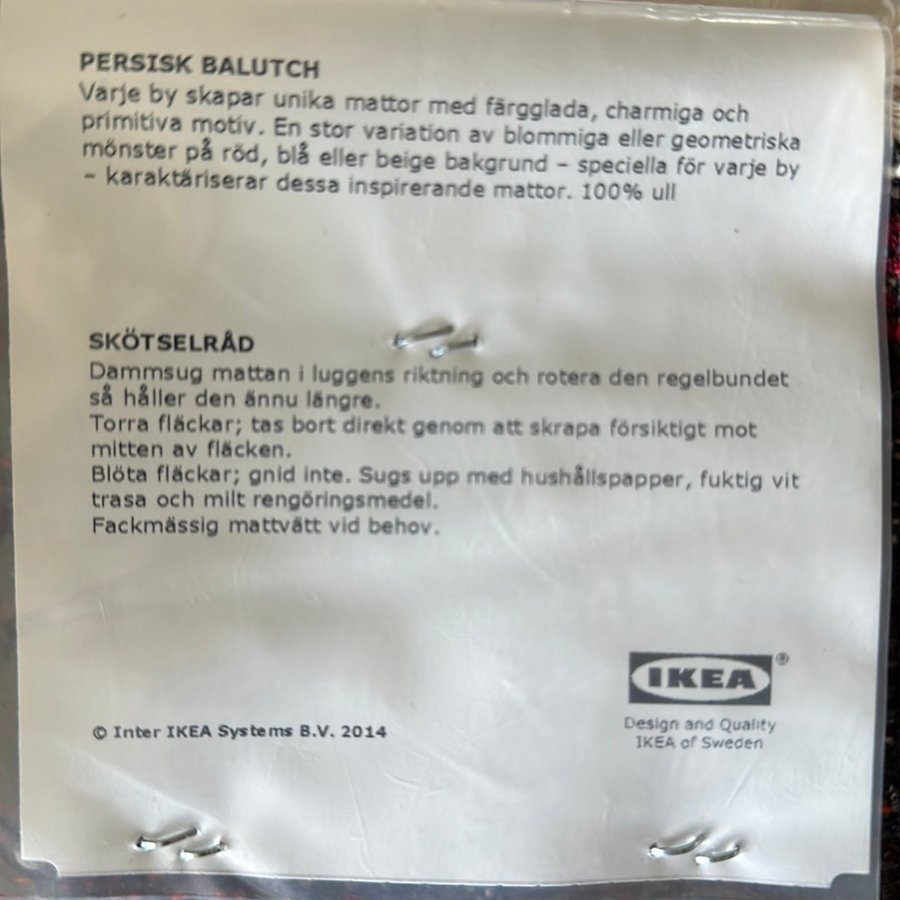 PERSISK BALUTCH
Varje by skapar unika mattor med färgglada, charmiga och
primitiva motiv. En stor variation av blommiga eller geometriska
mönster på röd, blå eller beige bakgrund – speciella för varje by
– karaktäriserar dessa inspirerande mattor. 100% ull
SKÖTSELRÅD
Dammsug mattan i luggens riktning och rotera den regelbundet
så håller den ännu längre.
Torra fläckar; tas bort direkt genom att skrapa försiktigt mot
mitten av fläcken.
Blöta fläckar; gnid inte. Sugs upp med hushållspapper, fuktig vit
trasa och milt rengöringsmedel.
Fackmässig mattvätt vid behov.
IKEA®
Design and Quality
IKEA of Sweden
© Inter IKEA Systems B.V. 2014